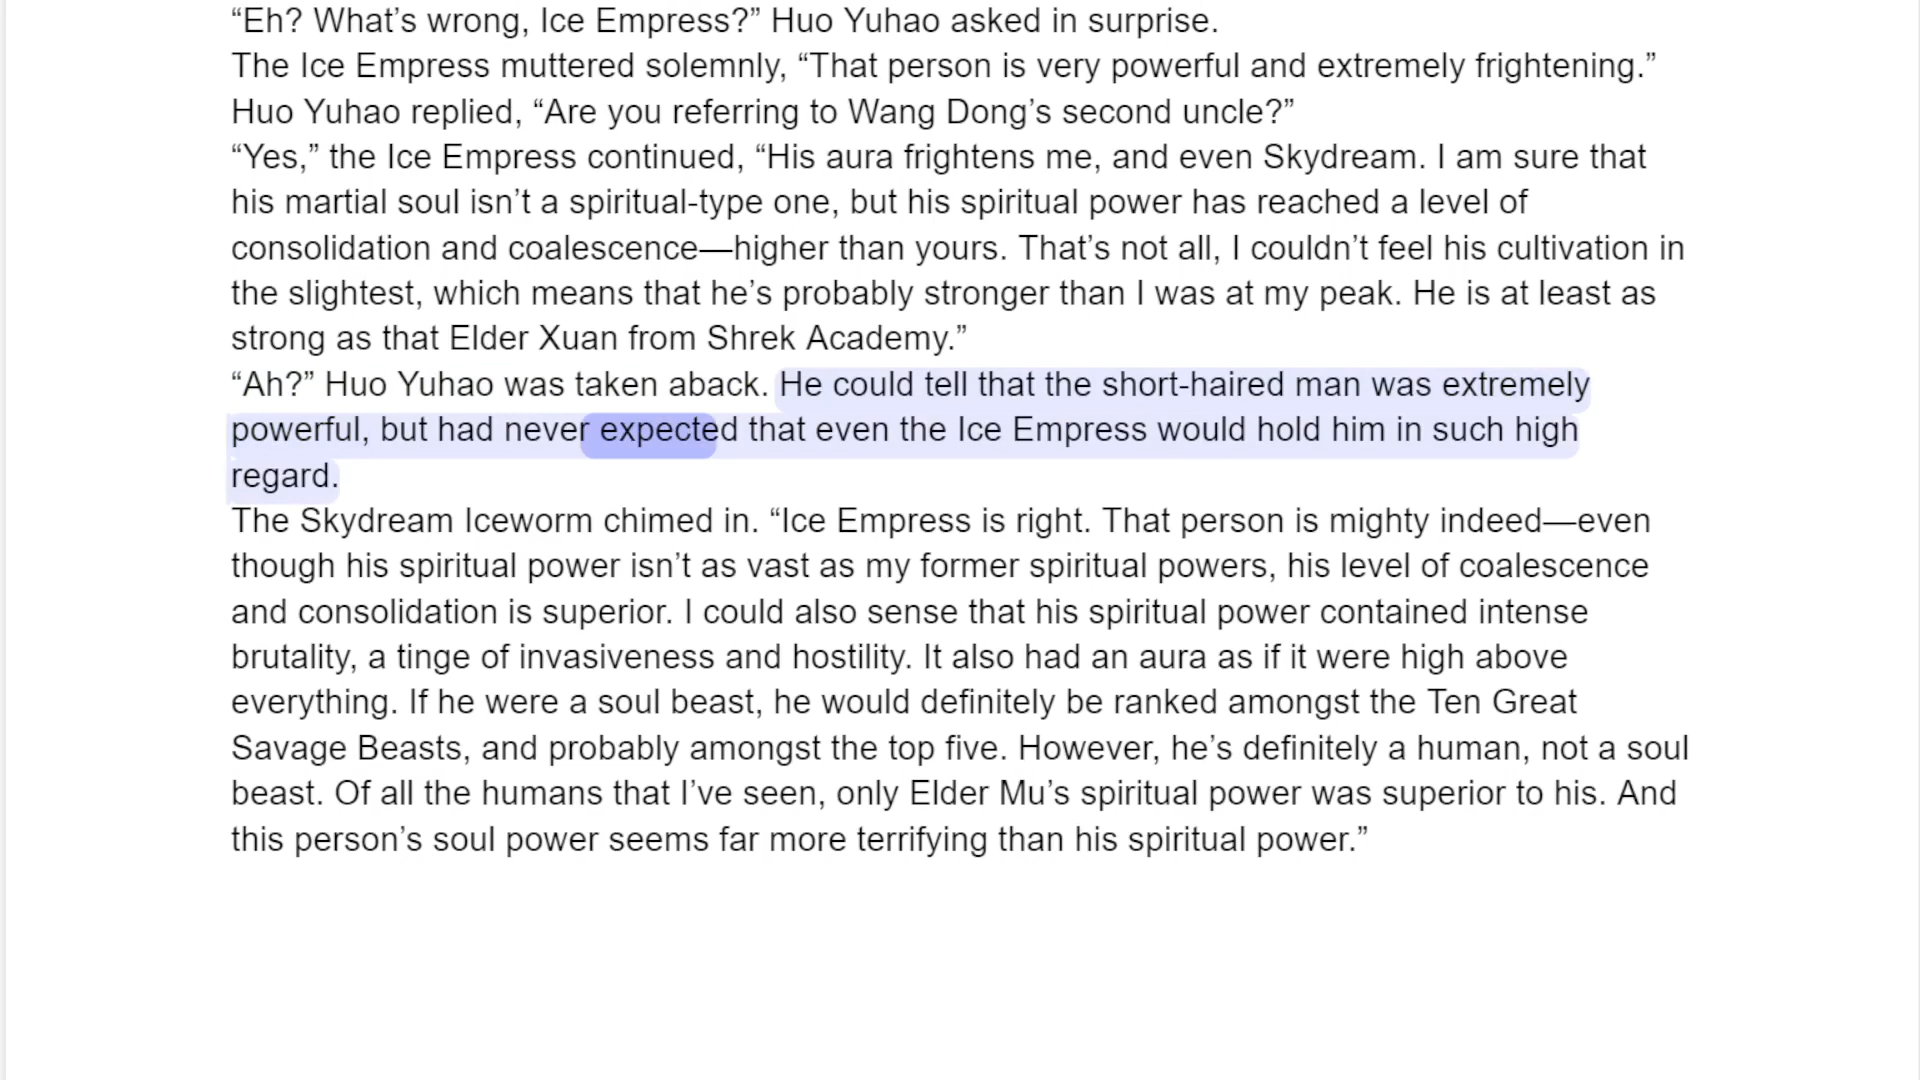 “Eh? What’s wrong, Ice Empress?” Huo Yuhao asked in surprise.
The Ice Empress muttered solemnly, “That person is very powerful and extremely frightening.”
Huo Yuhao replied, “Are you referring to Wang Dong’s second uncle?”
“Yes,” the Ice Empress continued, “His aura frightens me, and even Skydream. I am sure that
his martial soul isn’t a spiritual-type one, but his spiritual power has reached a level of
consolidation and coalescence—higher than yours. That’s not all, I couldn’t feel his cultivation in
the slightest, which means that he’s probably stronger than I was at my peak. He is at least as
strong as that Elder Xuan from Shrek Academy.”
“Ah?” Huo Yuhao was taken aback. He could tell that the short-haired man was extremely
powerful, but had never expected that even the Ice Empress would hold him in such high
regard.
The Skydream Iceworm chimed in. “Ice Empress is right. That person is mighty indeed—even
though his spiritual power isn’t as vast as my former spiritual powers, his level of coalescence
and consolidation is superior. I could also sense that his spiritual power contained intense
brutality, a tinge of invasiveness and hostility. It also had an aura as if it were high above
everything. If he were a soul beast, he would definitely be ranked amongst the Ten Great
Savage Beasts, and probably amongst the top five. However, he’s definitely a human, not a soul
beast. Of all the humans that I’ve seen, only Elder Mu’s spiritual power was superior to his. And
this person’s soul power seems far more terrifying than his spiritual power.”